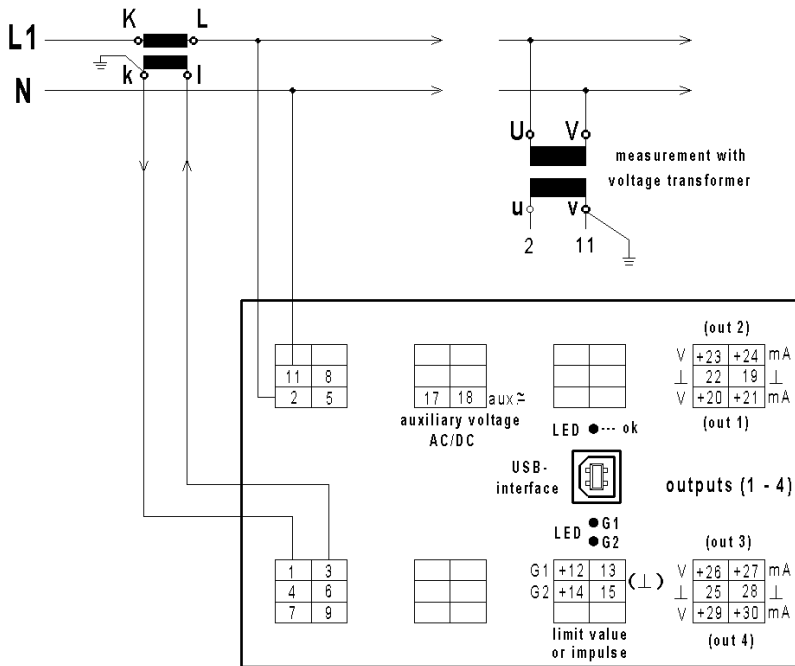 K L
L1
k l
N
U V
measurement with
voltage transformer
u v
2 11
(out 2)
V +23 +24 mA
⊥ 22 19 ⊥
V +20 +21 mA
(out 1)
11 8
2 5
17 18 aux ≃
auxiliary voltage
AC/DC
LED ●--- ok
USB-
interface
outputs (1 - 4)
LED ● G1
● G2
(out 3)
1 3
4 6
7 9
G1 +12 13 (⊥)
G2 +14 15
limit value
or impulse
V +26 +27 mA
⊥ 25 28 ⊥
V +29 +30 mA
(out 4)